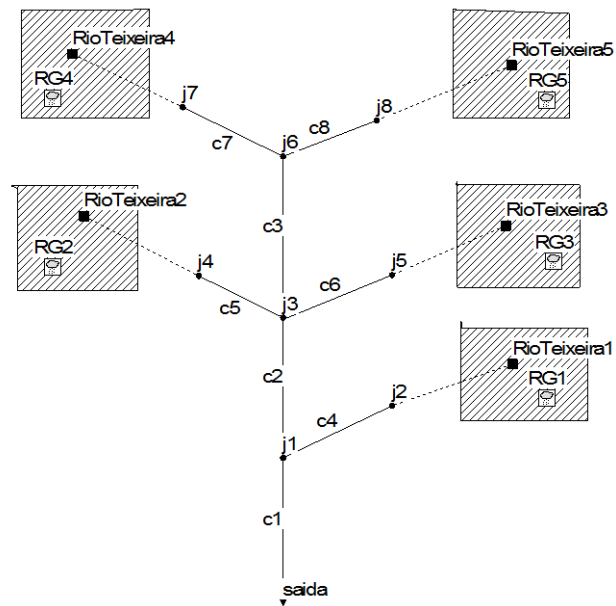 RioTeixeira4
RioTeixeira5
RG4
RG5
j7
j8
c7
c8
j6
RioTeixeira2
RioTeixeira3
c3
RG2
RG3
j4
j5
c5
c6
j3
RioTeixeira1
c2
RG1
j2
c4
j1
c1
saida